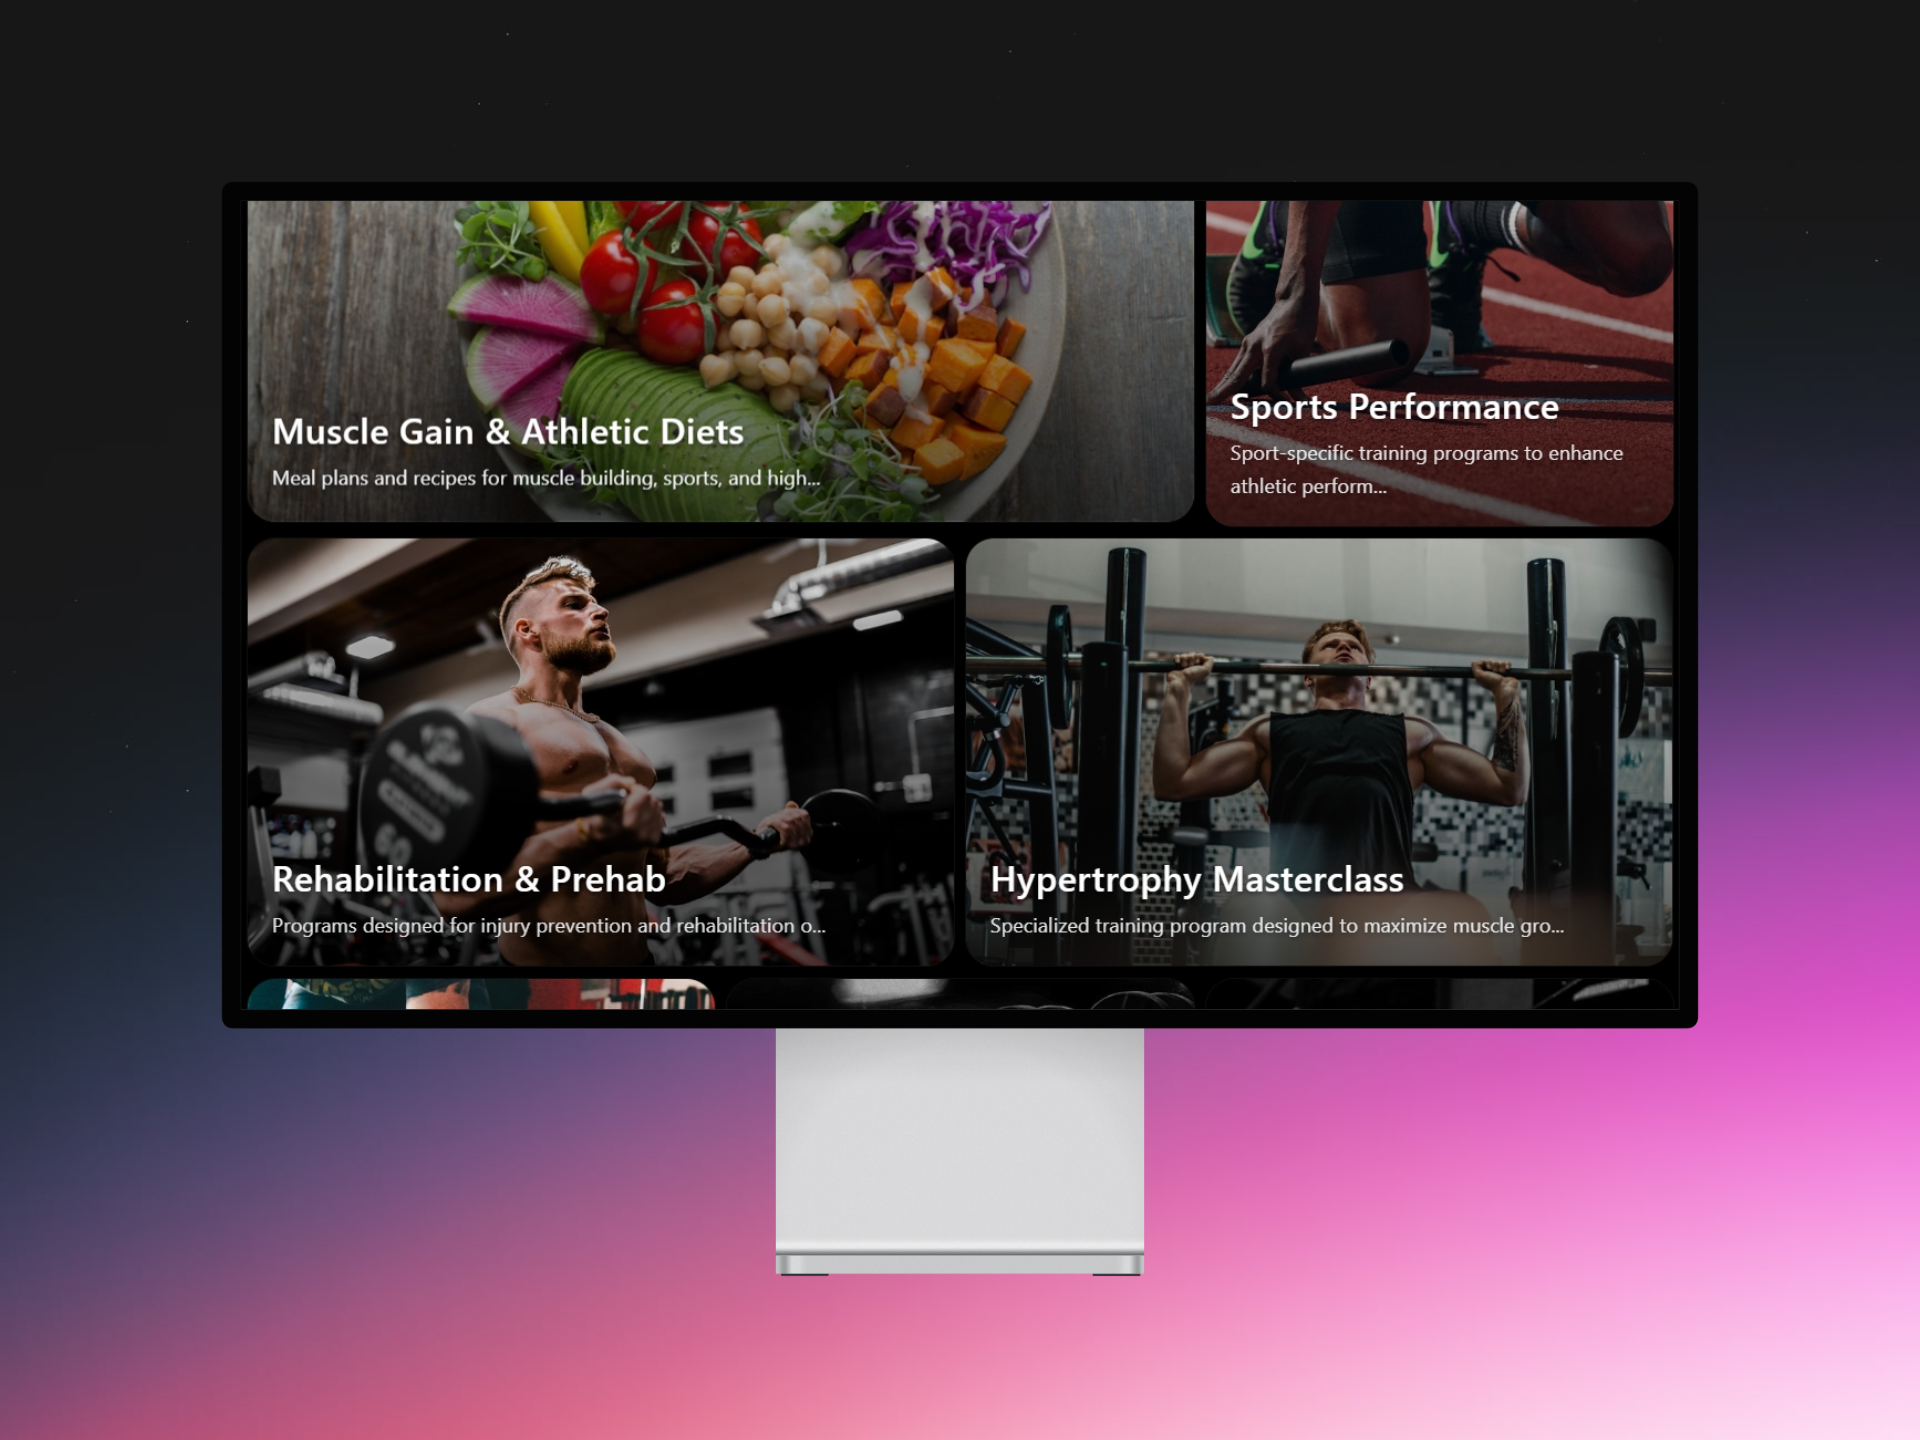 Muscle Gain & Athletic Diets
Meal plans and recipes for muscle building, sports, and high...
Sports Performance
Sport-specific training programs to enhance
athletic perform...
Rehabilitation & Prehab
Programs designed for injury prevention and rehabilitation o...
Hypertrophy Masterclass
Specialized training program designed to maximize muscle gro...